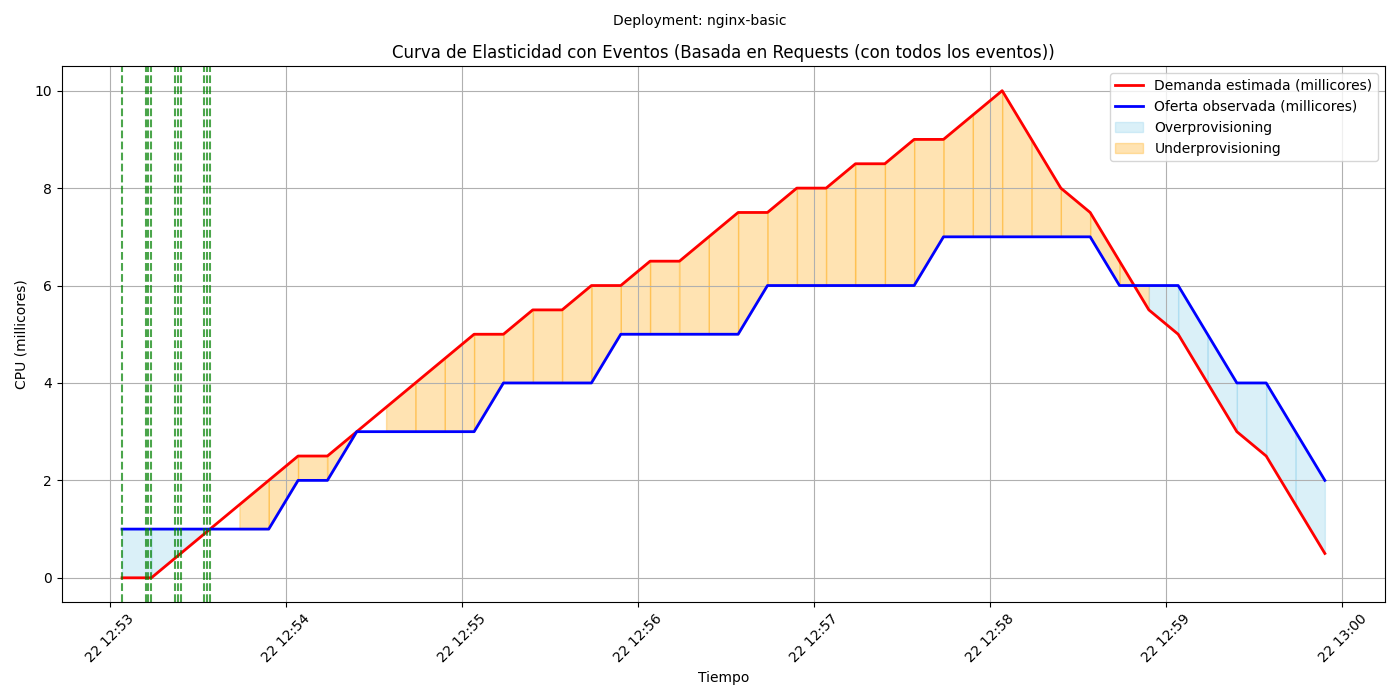 Deployment: nginx-basic
Curva de Elasticidad con Eventos (Basada en Requests (con todos los eventos))
Demanda estimada (millicores)
Oferta observada (millicores)
Overprovisioning
Underprovisioning
CPU (millicores)
10
8
6
4
2
0
22 12:53
22 12:54
22 12:55
22 12:56
22 12:57
22 12:58
22 12:59
22 13:00
Tiempo